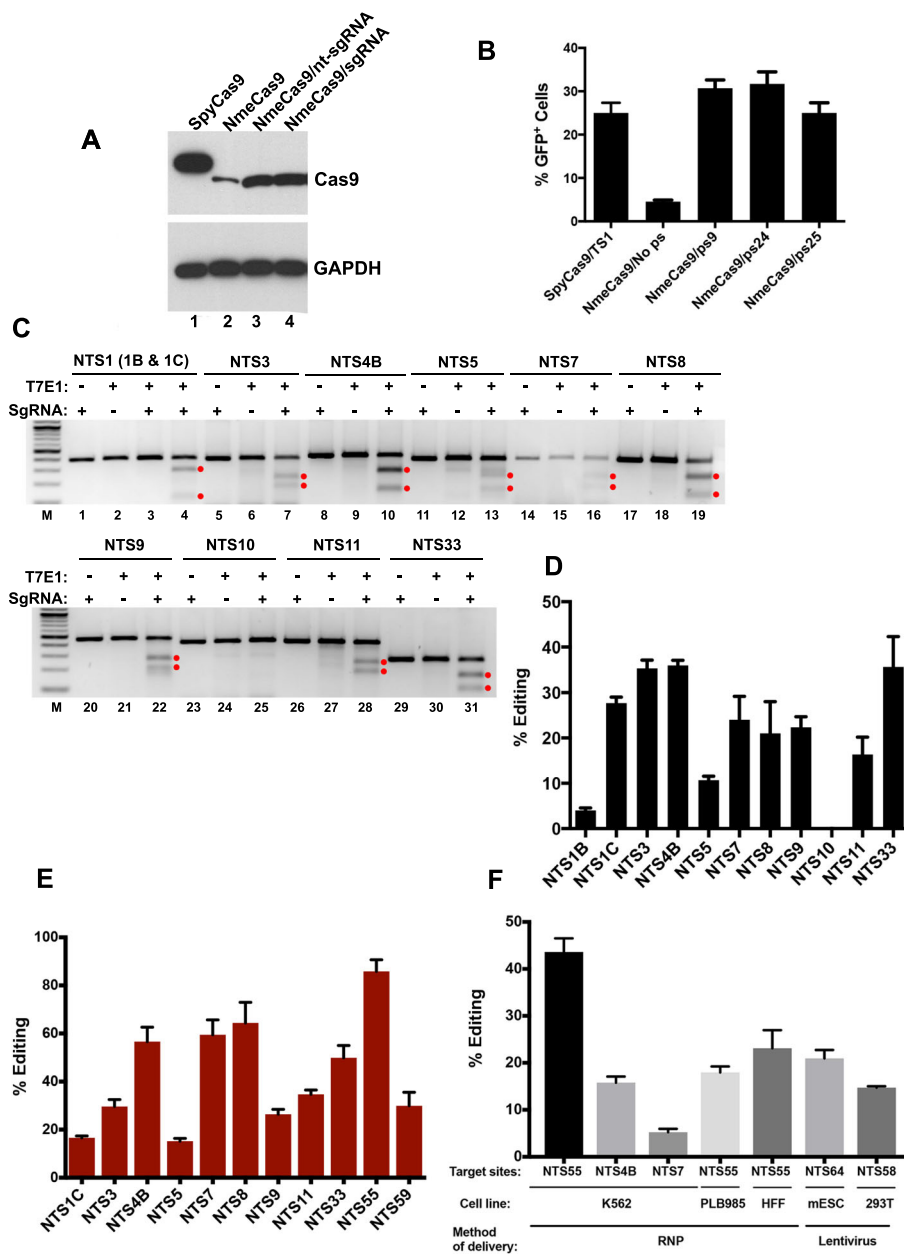 A
SpyCas9
NmeCas9
NmeCas9/nt-sgRNA
NmeCas9/sgRNA
Cas9
GAPDH
1 2 3 4
B
% GFP+ Cells
40
30
20
10
0
SpyCas9/TS1
NmeCas9/No ps
NmeCas9/ps9
NmeCas9/ps24
NmeCas9/ps25
C
NTS1 (1B & 1C) NTS3 NTS4B NTS5 NTS7 NTS8
T7E1: - + + + - + + - + + - + + - + + - + +
SgRNA: + - + + + - + + - + + - + + - + + - +
M 1 2 3 4 5 6 7 8 9 10 11 12 13 14 15 16 17 18 19
NTS9 NTS10 NTS11 NTS33
T7E1: - + + - + + - + + - + +
SgRNA: + - + + - + + - + + - +
M 20 21 22 23 24 25 26 27 28 29 30 31
D
% Editing
50
40
30
20
10
0
NTS1B
NTS1C
NTS3
NTS4B
NTS5
NTS7
NTS8
NTS9
NTS10
NTS11
NTS33
E
% Editing
100
80
60
40
20
0
NTS1C
NTS3
NTS4B
NTS5
NTS7
NTS8
NTS9
NTS11
NTS33
NTS55
NTS59
F
% Editing
50
40
30
20
10
0
Target sites: NTS55 NTS4B NTS7 NTS55 NTS55 NTS64 NTS58
Cell line: K562 PLB985 HFF mESC 293T
Method
of delivery: RNP Lentivirus